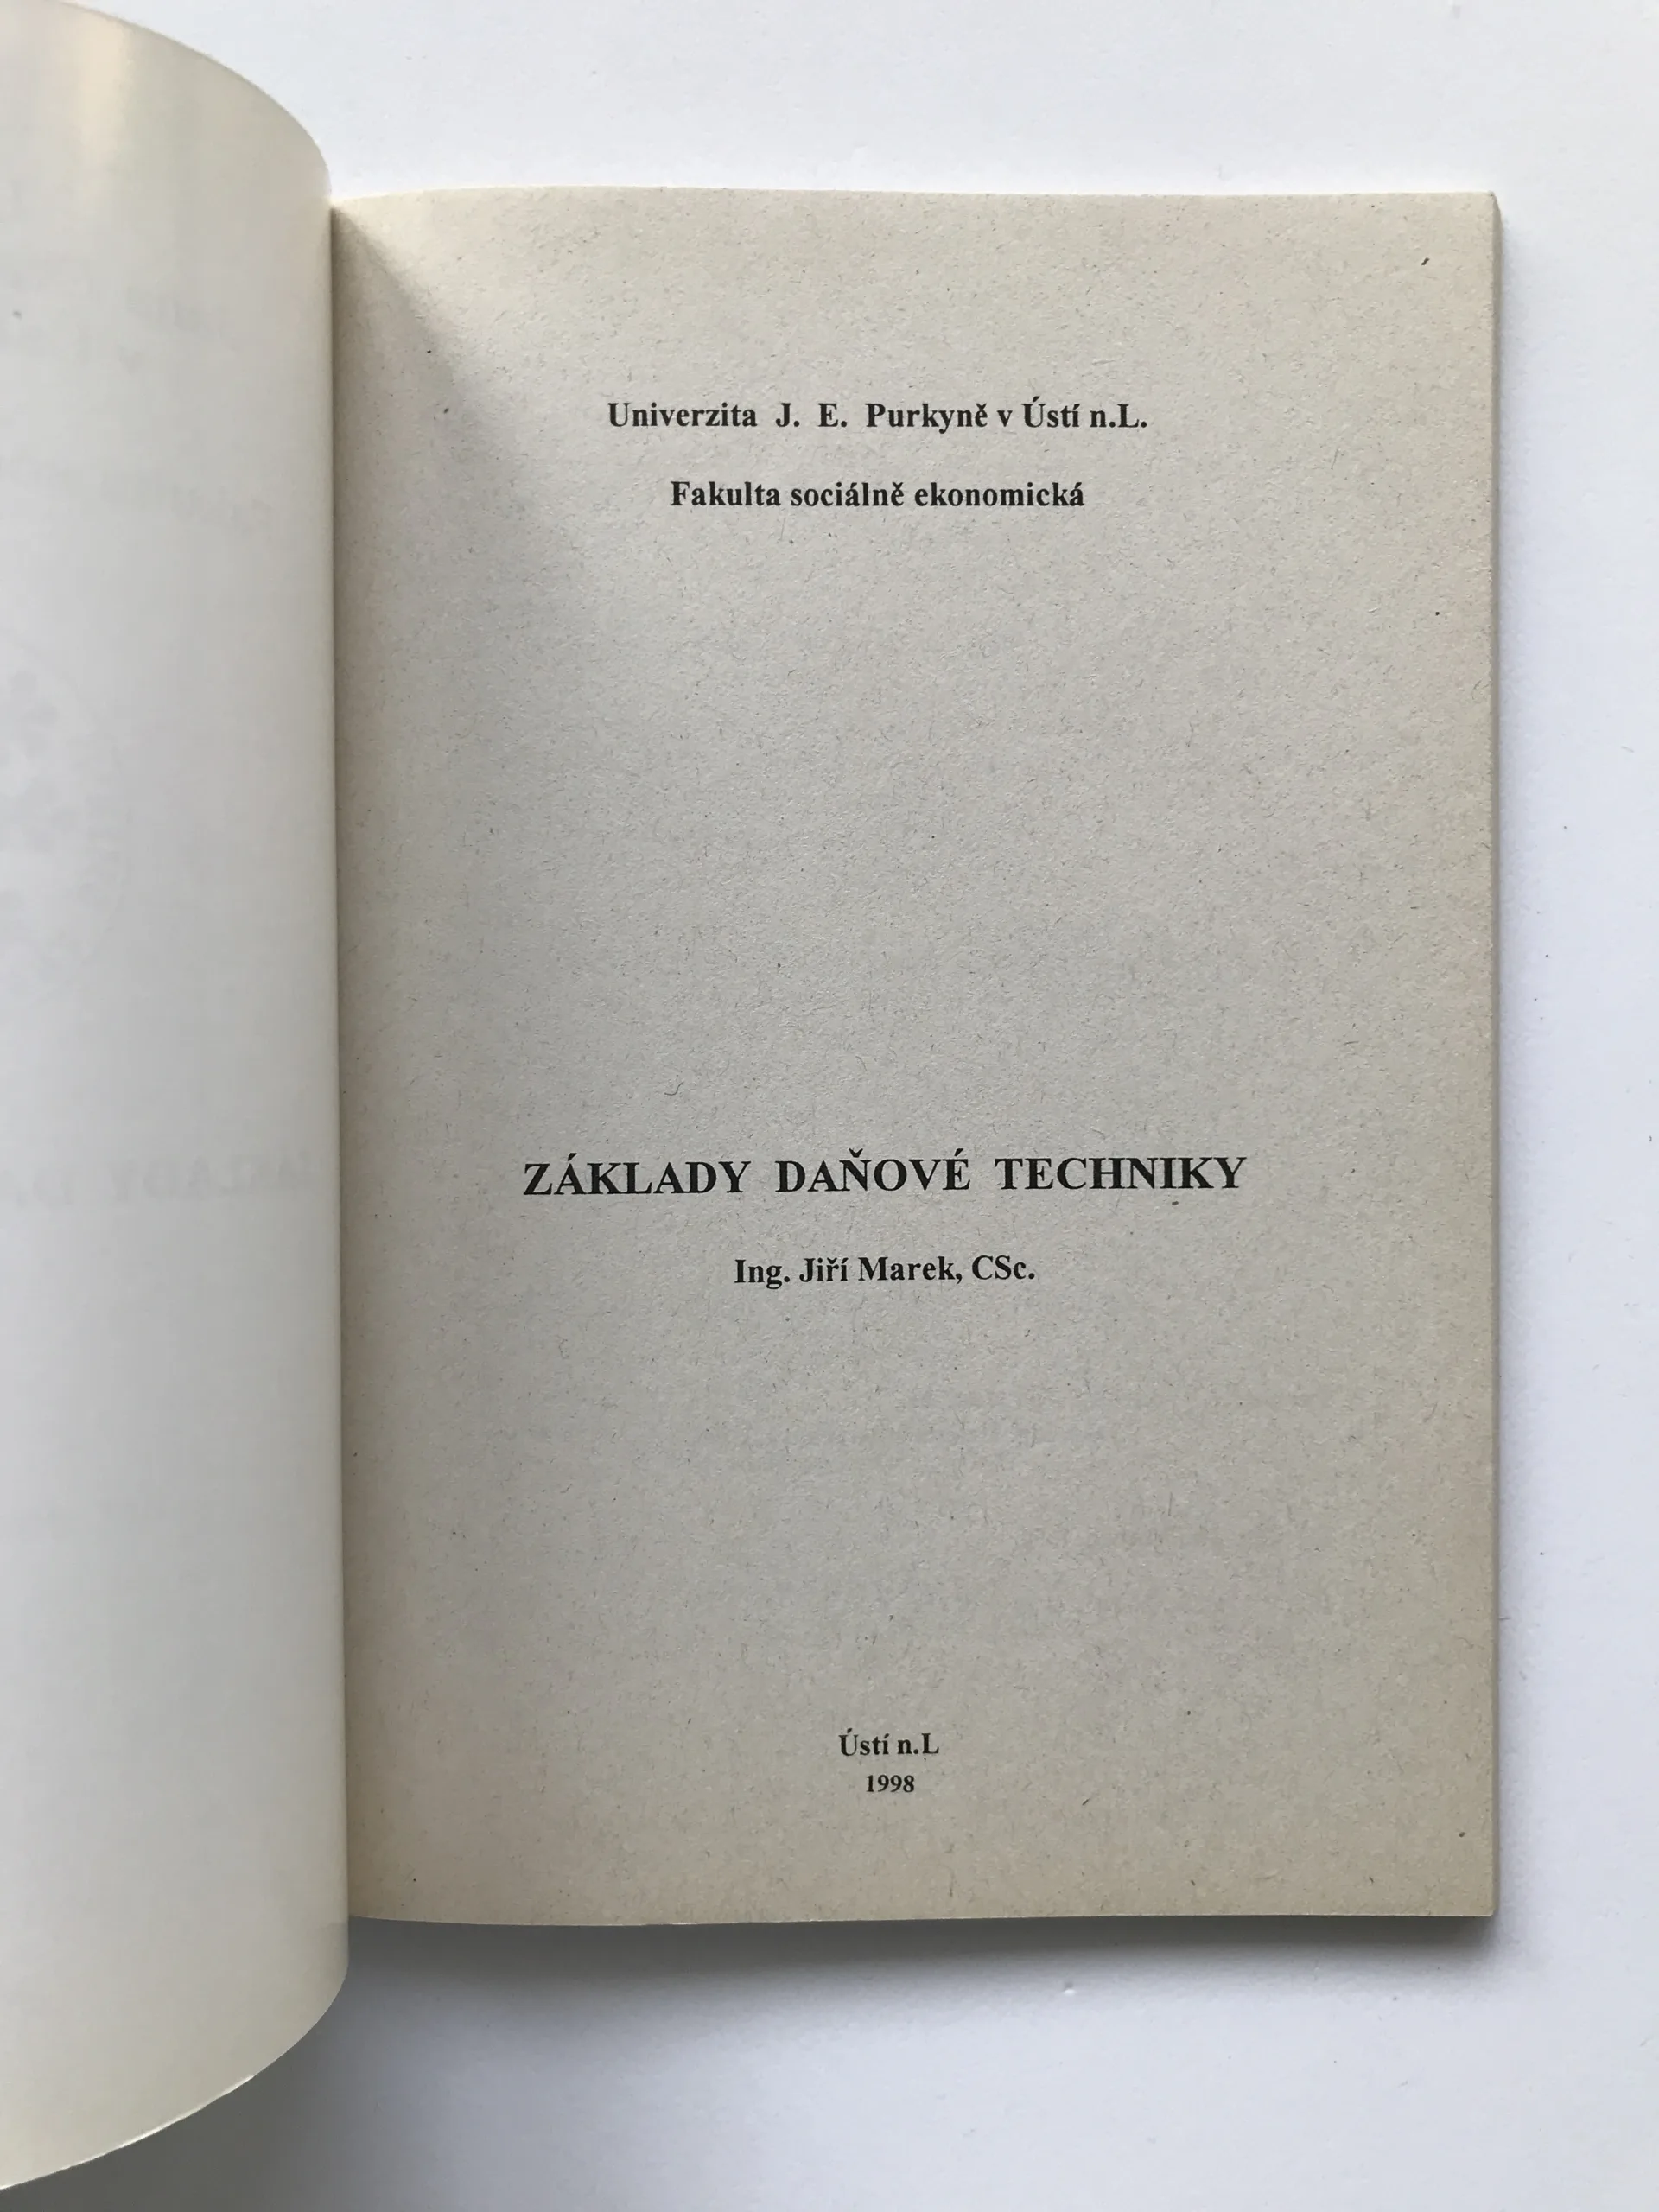 Univerzita J. E. Purkyně v Ústí n.L.
Fakulta sociálně ekonomická
ZÁKLADY DAŇOVÉ TECHNIKY
Ing. Jiří Marek, CSc.
Ústí n.L
1998